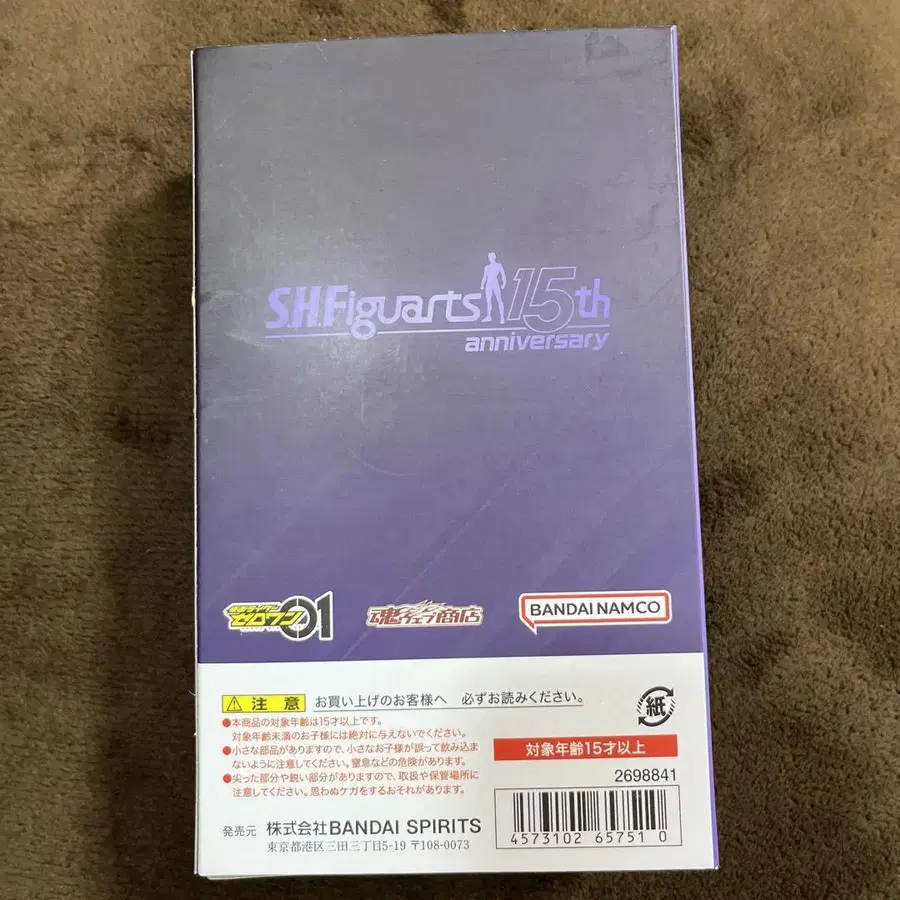 S.H.Figuarts 15th
anniversary
仮面ライダー
ゼロワン 01
魂ウェブ商店
BANDAI NAMCO
注意 お買い上げのお客様へ 必ずお読みください。
●本商品の対象年齢は15才以上です。
対象年齢未満のお子様には絶対に与えないでください。
●小さな部品がありますので、小さなお子様が誤って飲み込ま
ないように注意してください。窒息などの危険があります。
●尖った部分や鋭い部分がありますので、取扱や保管場所に
注意してください。思わぬケガをするおそれがあります。
紙
対象年齢15才以上
2698841
4573102 65751 0
発売元 株式会社BANDAI SPIRITS
東京都港区三田三丁目5-19 〒108-0073